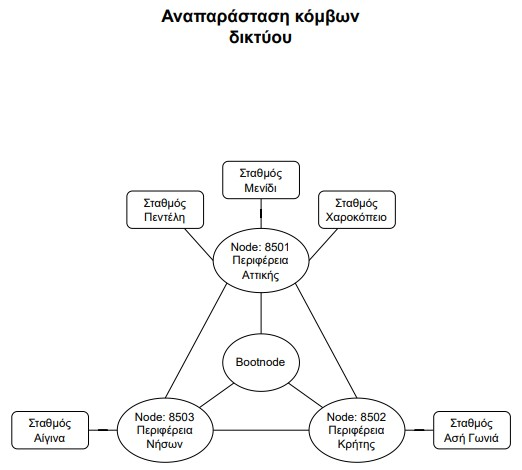 Αναπαράσταση κόμβων
δικτύου
Σταθμός
Μενίδι
Σταθμός
Πεντέλη
Σταθμός
Χαροκόπειο
Node: 8501
Περιφέρεια
Αττικής
Bootnode
Σταθμός
Αίγινα
Node: 8503
Περιφέρεια
Νήσων
Node: 8502
Περιφέρεια
Κρήτης
Σταθμός
Ασή Γωνιά